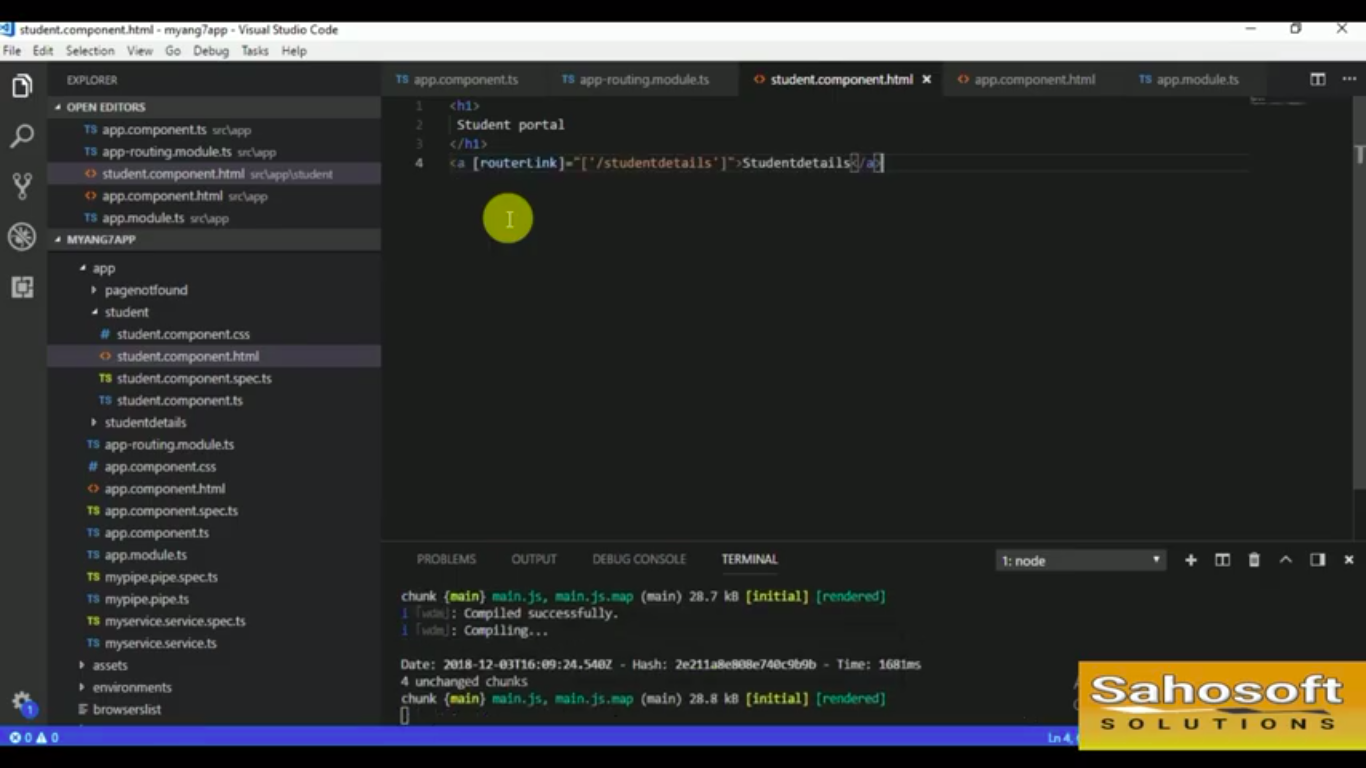 student.component.html - myang7app - Visual Studio Code
File Edit Selection View Go Debug Tasks Help
EXPLORER
OPEN EDITORS
TS app.component.ts src\app
TS app-routing.module.ts src\app
<> student.component.html src\app\student
<> app.component.html src\app
TS app.module.ts src\app
MYANG7APP
app
pagenotfound
student
# student.component.css
<> student.component.html
TS student.component.spec.ts
TS student.component.ts
studentdetails
TS app-routing.module.ts
# app.component.css
<> app.component.html
TS app.component.spec.ts
TS app.component.ts
TS app.module.ts
TS mypipe.pipe.spec.ts
TS mypipe.pipe.ts
TS myservice.service.spec.ts
TS myservice.service.ts
assets
environments
browserslist
TS app.component.ts TS app-routing.module.ts <> student.component.html × <> app.component.html TS app.module.ts
1 <h1>
2 Student portal
3 </h1>
4 <a [routerLink]="['/studentdetails']">Studentdetails</a>
PROBLEMS OUTPUT DEBUG CONSOLE TERMINAL 1: node
chunk {main} main.js, main.js.map (main) 28.7 kB [initial] [rendered]
i ｢wdm｣: Compiled successfully.
i ｢wdm｣: Compiling...
Date: 2018-12-03T16:09:24.540Z - Hash: 2e211a8e808e740c9b9b - Time: 1681ms
4 unchanged chunks
chunk {main} main.js, main.js.map (main) 28.8 kB [initial] [rendered]
1
0 0
Ln 4,
Sahosoft
SOLUTIONS